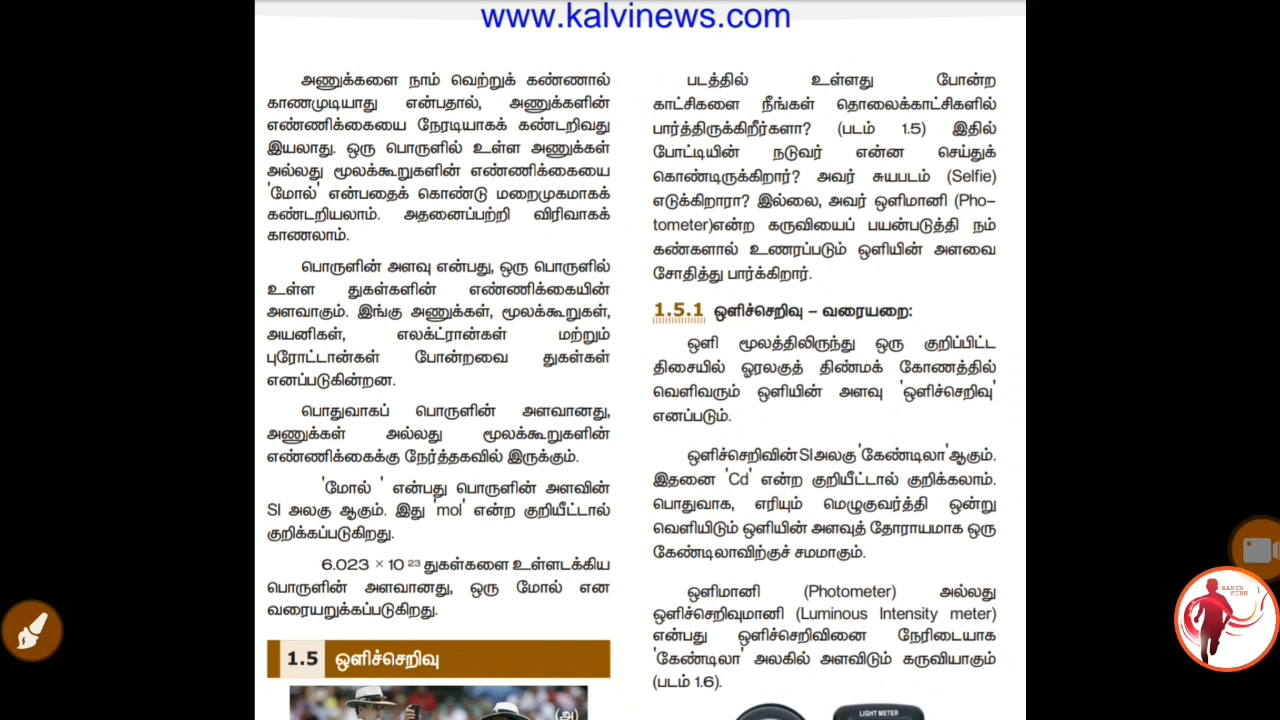 www.kalvinews.com
அணுக்களை நாம் வெற்றுக் கண்ணால்
காணமுடியாது என்பதால், அணுக்களின்
எண்ணிக்கையை நேரடியாகக் கண்டறிவது
இயலாது. ஒரு பொருளில் உள்ள அணுக்கள்
அல்லது மூலக்கூறுகளின் எண்ணிக்கையை
'மோல்' என்பதைக் கொண்டு மறைமுகமாகக்
கண்டறியலாம். அதனைப்பற்றி விரிவாகக்
காணலாம்.
பொருளின் அளவு என்பது, ஒரு பொருளில்
உள்ள துகள்களின் எண்ணிக்கையின்
அளவாகும். இங்கு அணுக்கள், மூலக்கூறுகள்,
அயனிகள், எலக்ட்ரான்கள் மற்றும்
புரோட்டான்கள் போன்றவை துகள்கள்
எனப்படுகின்றன.
பொதுவாகப் பொருளின் அளவானது,
அணுக்கள் அல்லது மூலக்கூறுகளின்
எண்ணிக்கைக்கு நேர்த்தகவில் இருக்கும்.
'மோல் ' என்பது பொருளின் அளவின்
SI அலகு ஆகும். இது 'mol' என்ற குறியீட்டால்
குறிக்கப்படுகிறது.
6.023 × 10 ²³ துகள்களை உள்ளடக்கிய
பொருளின் அளவானது, ஒரு மோல் என
வரையறுக்கப்படுகிறது.
1.5 ஒளிச்செறிவு
(அ)
படத்தில் உள்ளது போன்ற
காட்சிகளை நீங்கள் தொலைக்காட்சிகளில்
பார்த்திருக்கிறீர்களா? (படம் 1.5) இதில்
போட்டியின் நடுவர் என்ன செய்துக்
கொண்டிருக்கிறார்? அவர் சுயபடம் (Selfie)
எடுக்கிறாரா? இல்லை, அவர் ஒளிமானி (Pho-
tometer)என்ற கருவியைப் பயன்படுத்தி நம்
கண்களால் உணரப்படும் ஒளியின் அளவை
சோதித்து பார்க்கிறார்.
1.5.1 ஒளிச்செறிவு – வரையறை:
ஒளி மூலத்திலிருந்து ஒரு குறிப்பிட்ட
திசையில் ஓரலகுத் திண்மக் கோணத்தில்
வெளிவரும் ஒளியின் அளவு 'ஒளிச்செறிவு'
எனப்படும்.
ஒளிச்செறிவின் SI அலகு 'கேண்டிலா' ஆகும்.
இதனை 'Cd' என்ற குறியீட்டால் குறிக்கலாம்.
பொதுவாக, எரியும் மெழுகுவர்த்தி ஒன்று
வெளியிடும் ஒளியின் அளவுத் தோராயமாக ஒரு
கேண்டிலாவிற்குச் சமமாகும்.
ஒளிமானி (Photometer) அல்லது
ஒளிச்செறிவுமானி (Luminous Intensity meter)
என்பது ஒளிச்செறிவினை நேரிடையாக
'கேண்டிலா' அலகில் அளவிடும் கருவியாகும்
(படம் 1.6).
LIGHT METER
RAPID
FIRE